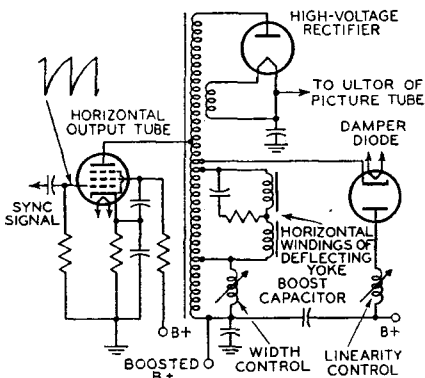 HIGH-VOLTAGE
RECTIFIER
TO ULTOR OF
PICTURE TUBE
HORIZONTAL
OUTPUT TUBE
DAMPER
DIODE
SYNC
SIGNAL
HORIZONTAL
WINDINGS OF
DEFLECTING
YOKE
BOOST
CAPACITOR
B+
B+
BOOSTED
B+
WIDTH
CONTROL
LINEARITY
CONTROL